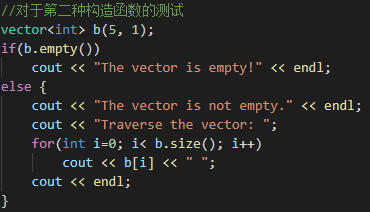 //对于第二种构造函数的测试
vector<int> b(5, 1);
if(b.empty())
    cout << "The vector is empty!" << endl;
else {
    cout << "The vector is not empty." << endl;
    cout << "Traverse the vector: ";
    for(int i=0; i< b.size(); i++)
        cout << b[i] << " ";
    cout << endl;
}